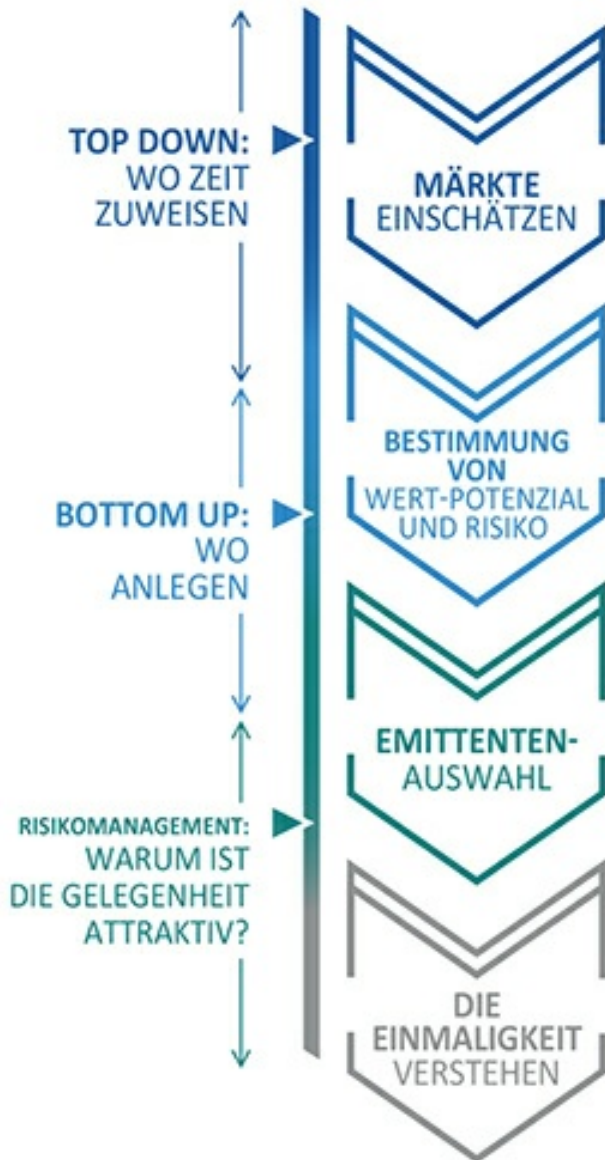 TOP DOWN:
WO ZEIT
ZUWEISEN
MÄRKTE
EINSCHÄTZEN
BOTTOM UP:
WO
ANLEGEN
BESTIMMUNG
VON
WERT-POTENZIAL
UND RISIKO
RISIKOMANAGEMENT:
WARUM IST
DIE GELEGENHEIT
ATTRAKTIV?
EMITTENTEN-
AUSWAHL
DIE
EINMALIGKEIT
VERSTEHEN